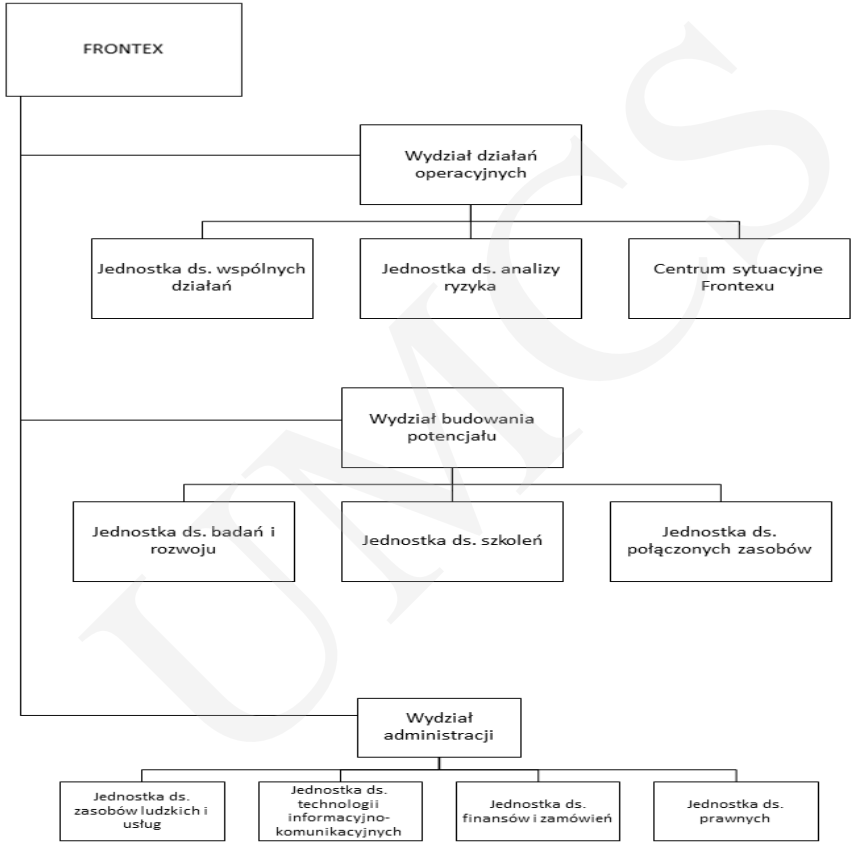 FRONTEX
Wydział działań
operacyjnych
Jednostka ds. wspólnych
działań
Jednostka ds. analizy
ryzyka
Centrum sytuacyjne
Frontexu
Wydział budowania
potencjału
Jednostka ds. badań i
rozwoju
Jednostka ds. szkoleń
Jednostka ds.
połączonych zasobów
Wydział
administracji
Jednostka ds.
zasobów ludzkich i
usług
Jednostka ds.
technologii
informacyjno-
komunikacyjnych
Jednostka ds.
finansów i zamówień
Jednostka ds.
prawnych
UMCS